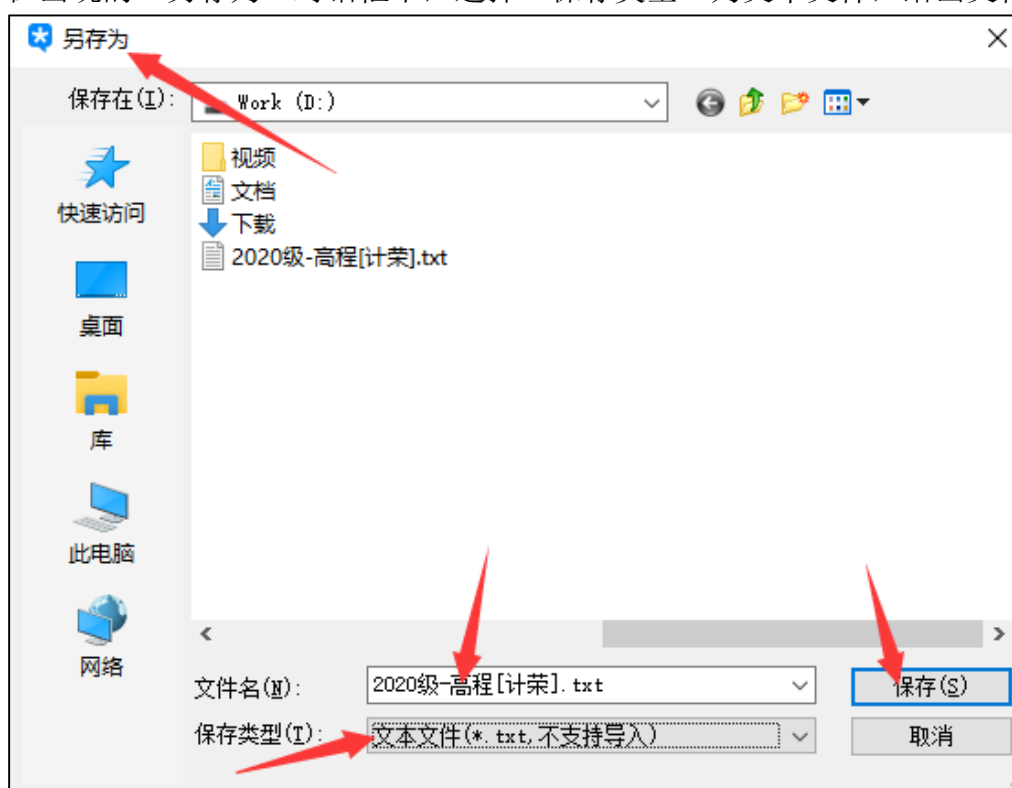 另存为
保存在(I):
Work (D:)
快速访问
桌面
库
此电脑
网络
视频
文档
下载
2020级-高程[计荣].txt
文件名(N):
2020级-高程[计荣].txt
保存(S)
保存类型(T):
文本文件(*.txt,不支持导入)
取消